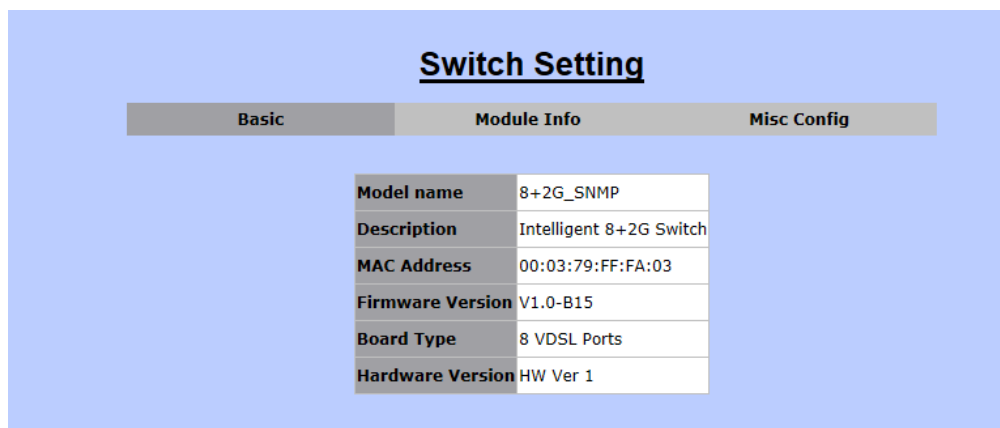 Switch Setting
Basic Module Info Misc Config
Model name 8+2G_SNMP
Description Intelligent 8+2G Switch
MAC Address 00:03:79:FF:FA:03
Firmware Version V1.0-B15
Board Type 8 VDSL Ports
Hardware Version HW Ver 1